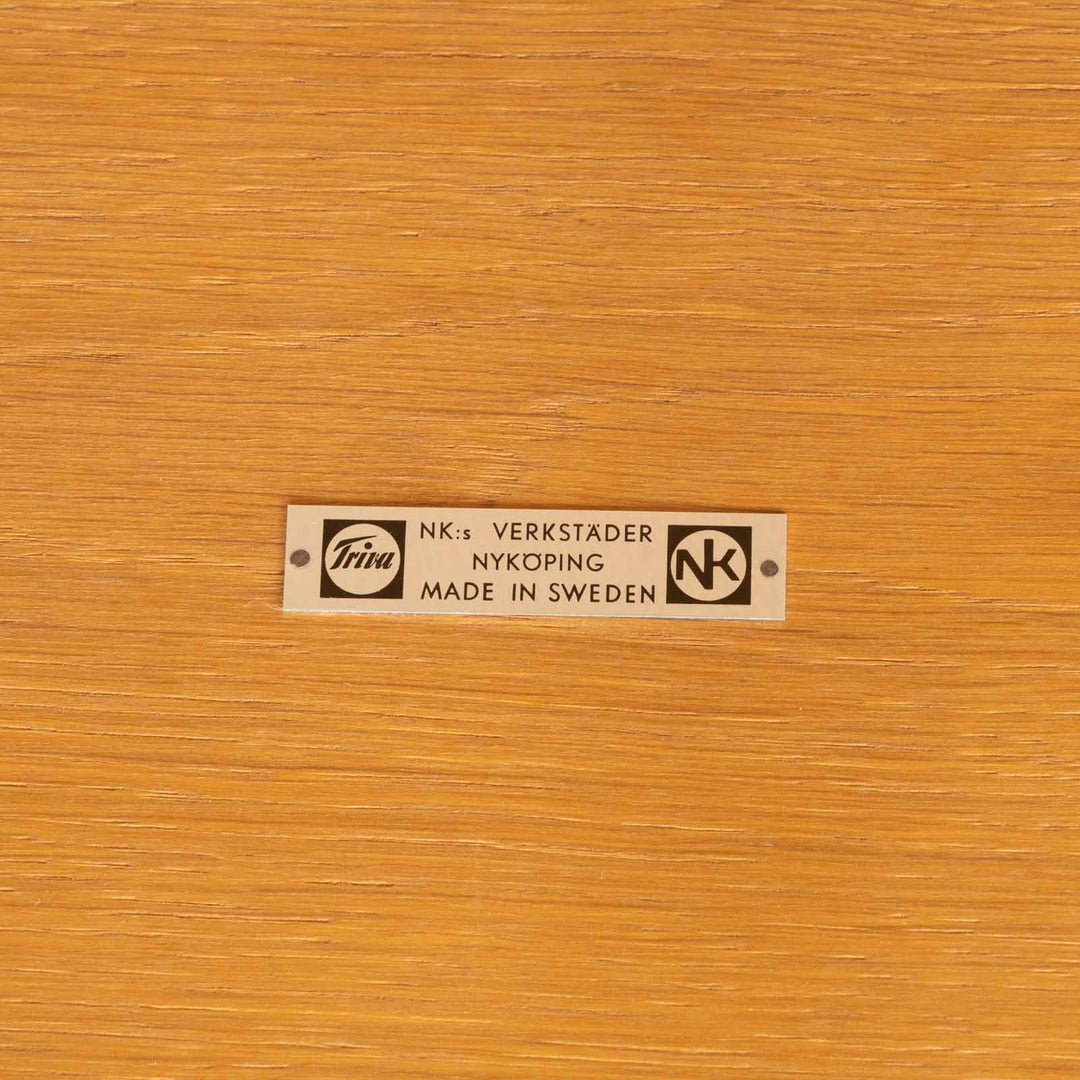 Triva
NK:s VERKSTÄDER
NYKÖPING
MADE IN SWEDEN
NK